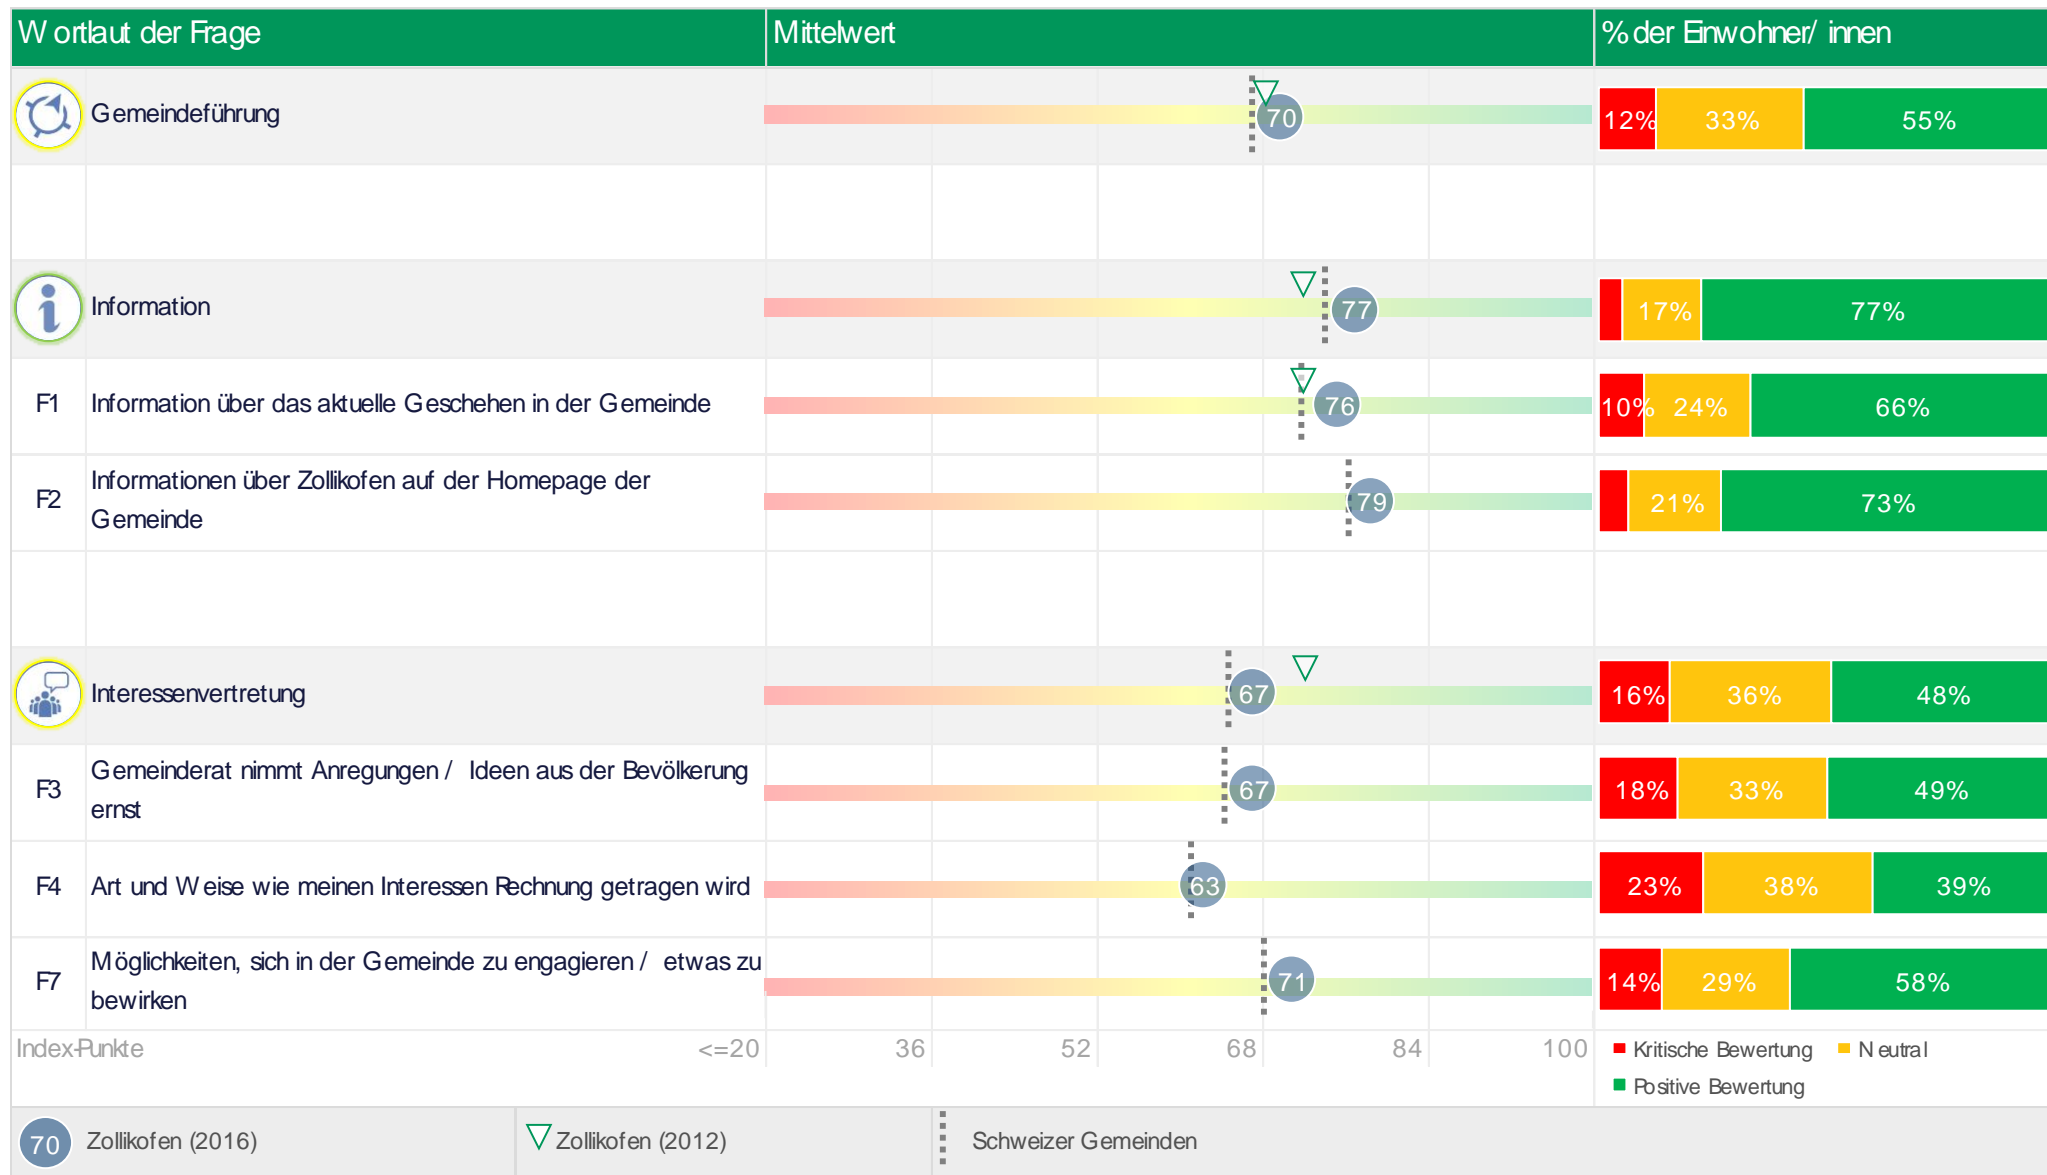 Wortlaut der Frage Mittelwert % der Einwohner/ innen
Gemeindeführung 70 12% 33% 55%
Information 77 17% 77%
F1 Information über das aktuelle Geschehen in der Gemeinde 76 10% 24% 66%
F2 Informationen über Zollikofen auf der Homepage der
Gemeinde 79 21% 73%
Interessenvertretung 67 16% 36% 48%
F3 Gemeinderat nimmt Anregungen / Ideen aus der Bevölkerung
ernst 67 18% 33% 49%
F4 Art und Weise wie meinen Interessen Rechnung getragen wird 63 23% 38% 39%
F7 Möglichkeiten, sich in der Gemeinde zu engagieren / etwas zu
bewirken 71 14% 29% 58%
Index-Punkte <=20 36 52 68 84 100
Kritische Bewertung Neutral
Positive Bewertung
70 Zollikofen (2016) Zollikofen (2012) Schweizer Gemeinden